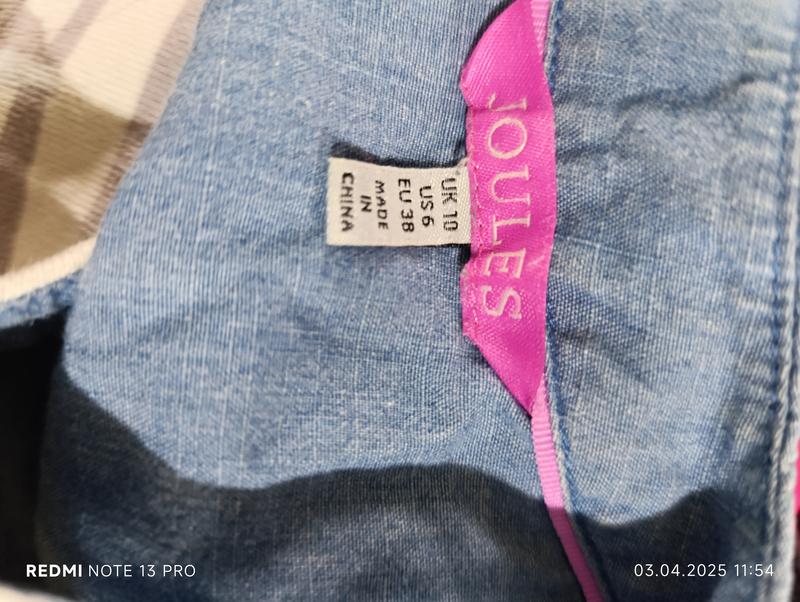 JOULES
UK 10
US 6
EU 38
MADE
IN
CHINA
REDMI NOTE 13 PRO
03.04.2025 11:54